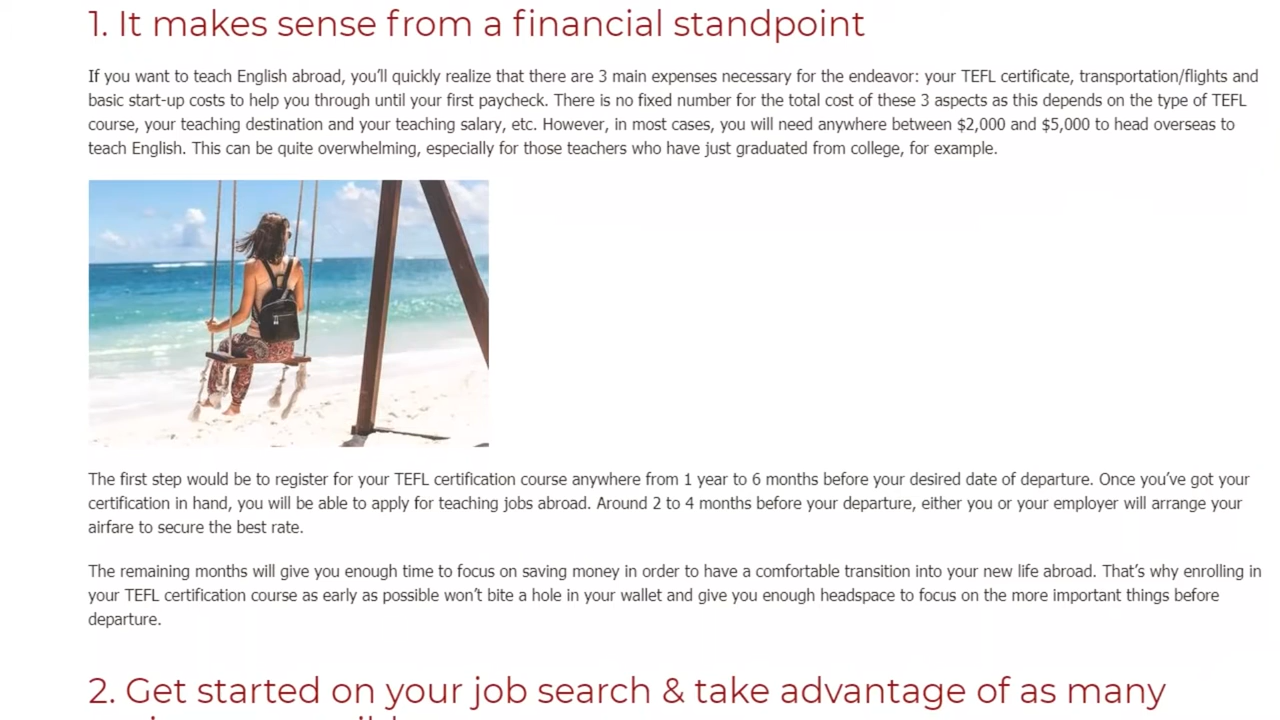 1. It makes sense from a financial standpoint
If you want to teach English abroad, you'll quickly realize that there are 3 main expenses necessary for the endeavor: your TEFL certificate, transportation/flights and
basic start-up costs to help you through until your first paycheck. There is no fixed number for the total cost of these 3 aspects as this depends on the type of TEFL
course, your teaching destination and your teaching salary, etc. However, in most cases, you will need anywhere between $2,000 and $5,000 to head overseas to
teach English. This can be quite overwhelming, especially for those teachers who have just graduated from college, for example.
The first step would be to register for your TEFL certification course anywhere from 1 year to 6 months before your desired date of departure. Once you've got your
certification in hand, you will be able to apply for teaching jobs abroad. Around 2 to 4 months before your departure, either you or your employer will arrange your
airfare to secure the best rate.
The remaining months will give you enough time to focus on saving money in order to have a comfortable transition into your new life abroad. That's why enrolling in
your TEFL certification course as early as possible won't bite a hole in your wallet and give you enough headspace to focus on the more important things before
departure.
2. Get started on your job search & take advantage of as many